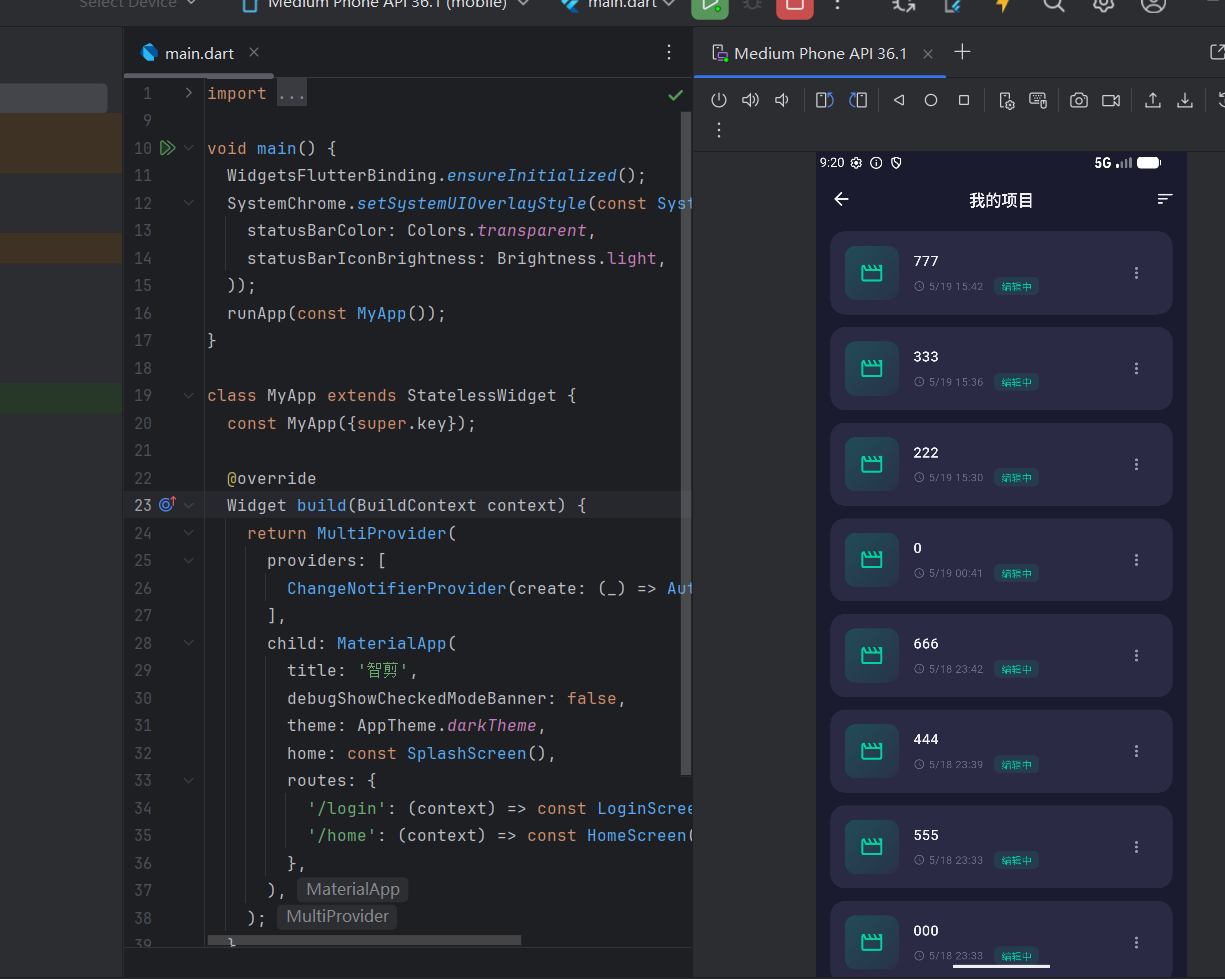 Select Device
Medium Phone API 36.1 (mobile)
main.dart
main.dart
1 import ...
9
10 void main() {
11 WidgetsFlutterBinding.ensureInitialized();
12 SystemChrome.setSystemUIOverlayStyle(const Syst
13 statusBarColor: Colors.transparent,
14 statusBarIconBrightness: Brightness.light,
15 ));
16 runApp(const MyApp());
17 }
18
19 class MyApp extends StatelessWidget {
20 const MyApp({super.key});
21
22 @override
23 Widget build(BuildContext context) {
24 return MultiProvider(
25 providers: [
26 ChangeNotifierProvider(create: (_) => Aut
27 ],
28 child: MaterialApp(
29 title: '智剪',
30 debugShowCheckedModeBanner: false,
31 theme: AppTheme.darkTheme,
32 home: const SplashScreen(),
33 routes: {
34 '/login': (context) => const LoginScree
35 '/home': (context) => const HomeScreen(
36 },
37 ), MaterialApp
38 ); MultiProvider
39 }
Medium Phone API 36.1
9:20 5G
我的项目
777
5/19 15:42 编辑中
333
5/19 15:36 编辑中
222
5/19 15:30 编辑中
0
5/19 00:41 编辑中
666
5/18 23:42 编辑中
444
5/18 23:39 编辑中
555
5/18 23:33 编辑中
000
5/18 23:33 编辑中